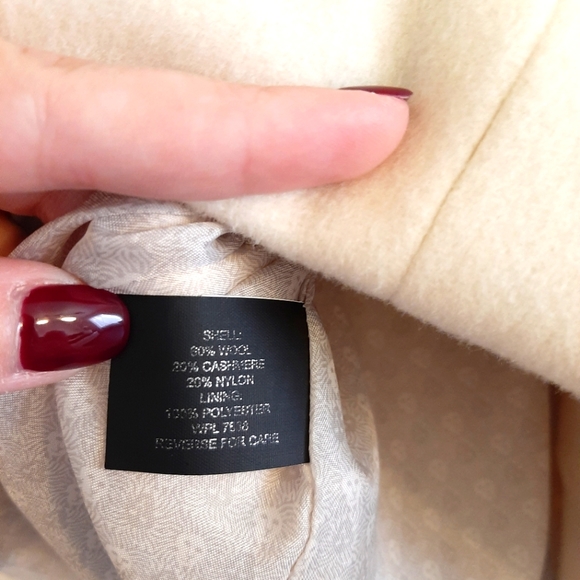 SHELL:
60% WOOL
20% CASHMERE
20% NYLON
LINING:
100% POLYESTER
WPL
REVERSE FOR CARE